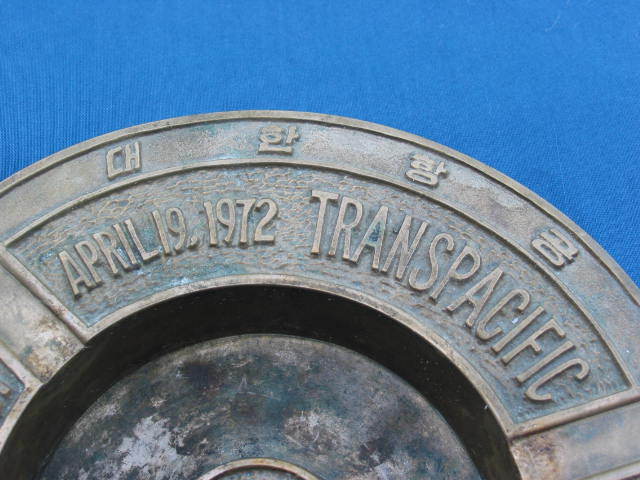 대한항공
APRIL 19, 1972 TRANSPACIFIC